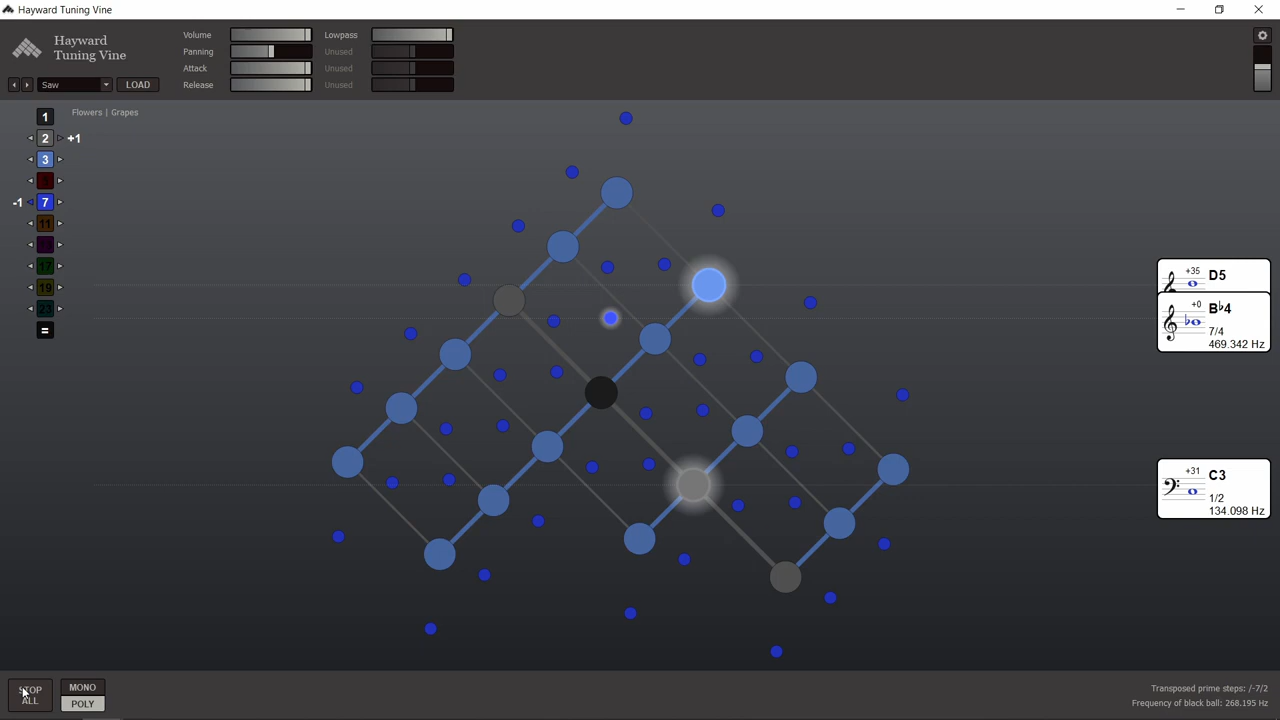 Hayward Tuning Vine
Hayward
Tuning Vine
Volume
Panning
Attack
Release
Lowpass
Unused
Unused
Unused
Saw
LOAD
Flowers | Grapes
1
2 +1
3
-1 7
11
17
19
23
=
+35 D5
+0 B♭4
7/4
469.342 Hz
+31 C3
1/2
134.098 Hz
STOP
ALL
MONO
POLY
Transposed prime steps: /-7/2
Frequency of black ball: 268.195 Hz